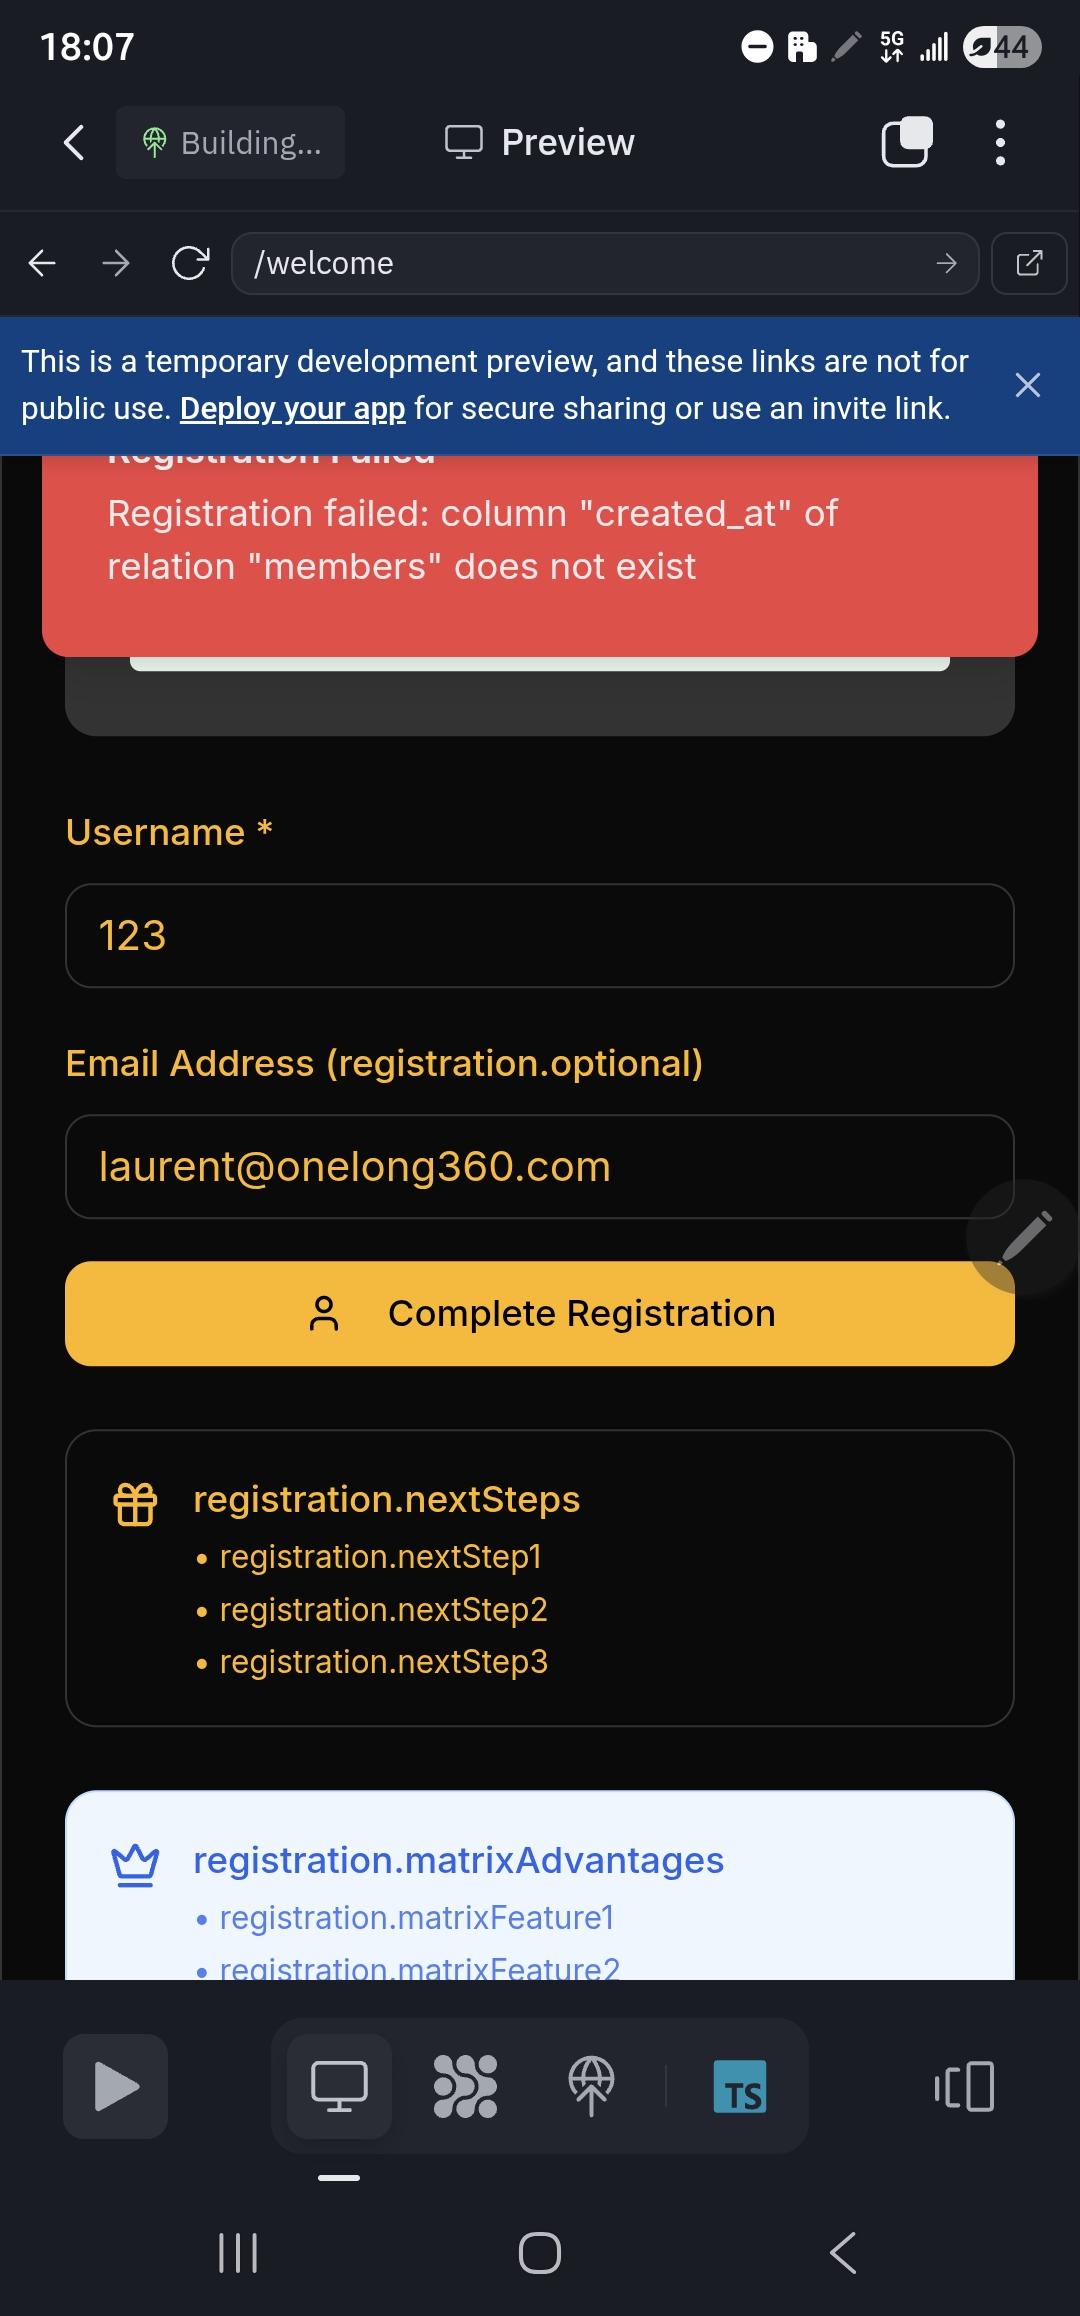 18:07
5G
44
Building...
Preview
/welcome
This is a temporary development preview, and these links are not for
public use. Deploy your app for secure sharing or use an invite link.
Registration Failed
Registration failed: column "created_at" of
relation "members" does not exist
Username *
123
Email Address (registration.optional)
laurent@onelong360.com
Complete Registration
registration.nextSteps
• registration.nextStep1
• registration.nextStep2
• registration.nextStep3
registration.matrixAdvantages
• registration.matrixFeature1
• registration.matrixFeature2
TS